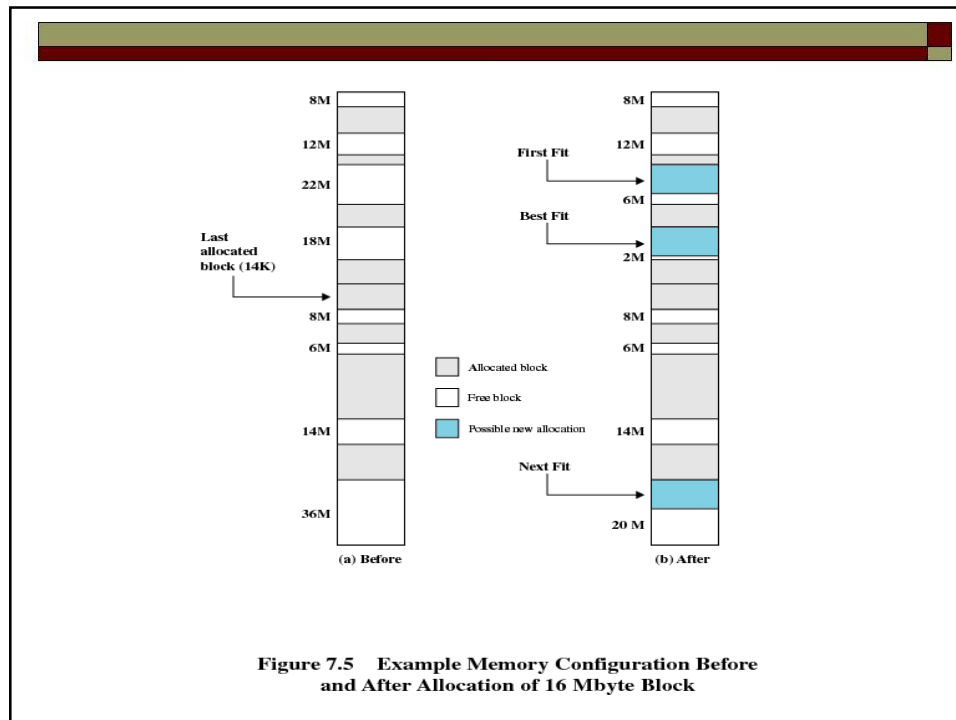 8M
12M
22M
18M
Last
allocated
block (14K)
8M
6M
14M
36M
(a) Before
Allocated block
Free block
Possible new allocation
8M
12M
First Fit
6M
Best Fit
2M
8M
6M
14M
Next Fit
20 M
(b) After
Figure 7.5 Example Memory Configuration Before
and After Allocation of 16 Mbyte Block